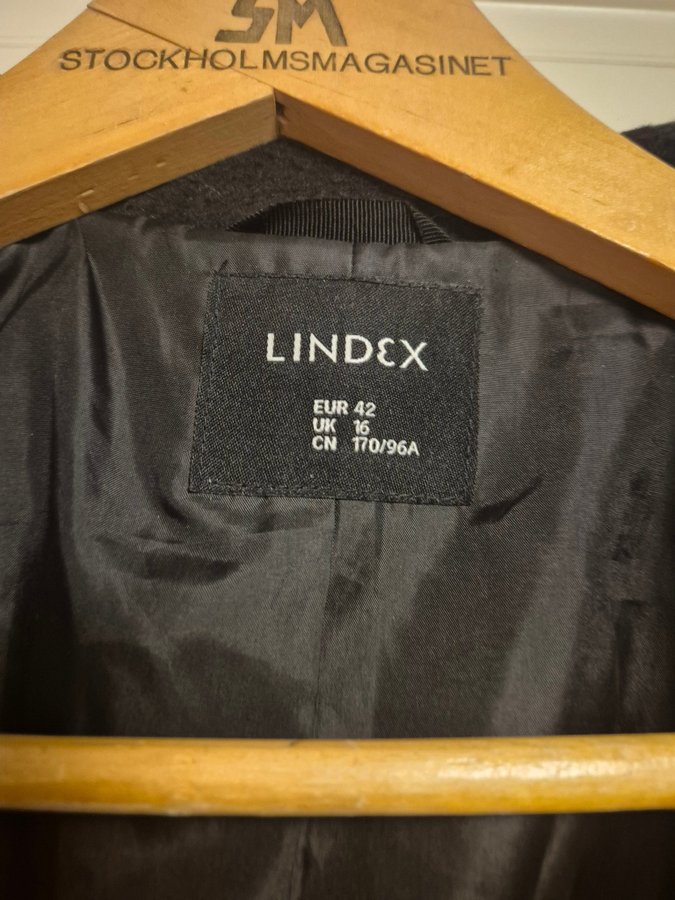 SM
STOCKHOLMSMAGASINET
LINDEX
EUR 42
UK 16
CN 170/96A